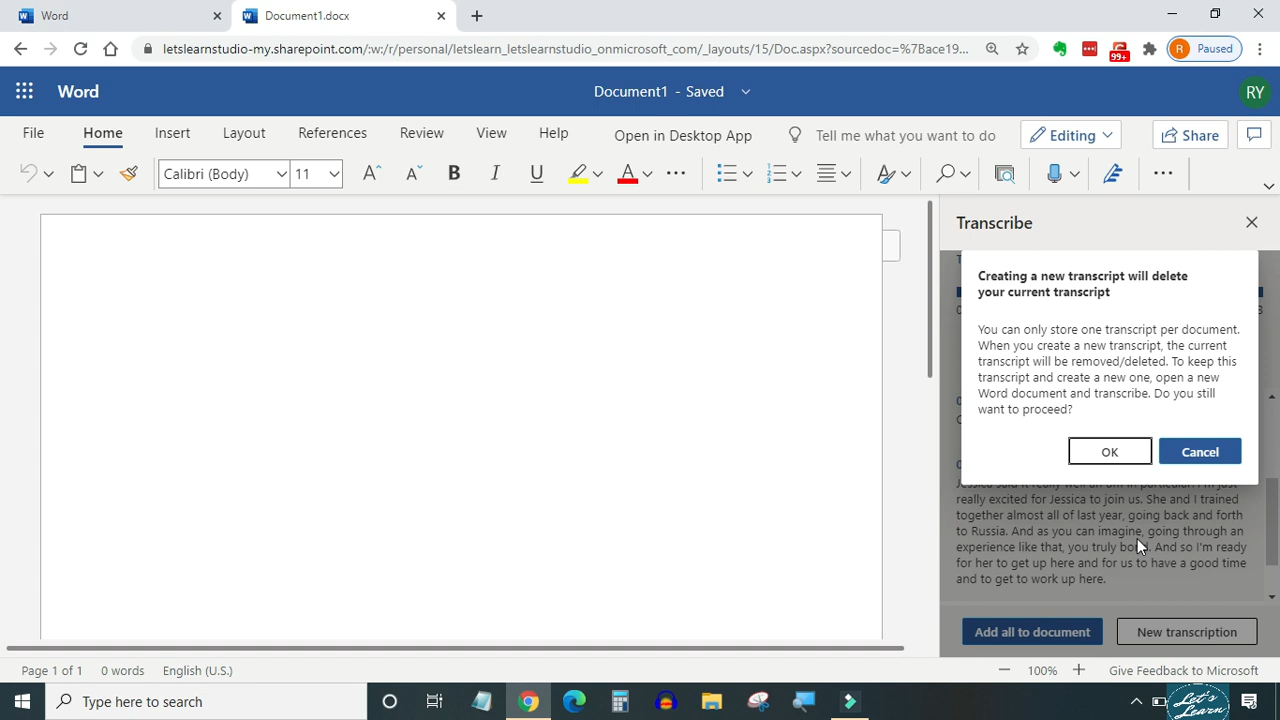 Word
Document1.docx
letslearnstudio-my.sharepoint.com/:w:/r/personal/letslearn_letslearnstudio_onmicrosoft_com/_layouts/15/Doc.aspx?sourcedoc=%7Bace19...
99+
R Paused
Word
Document1 - Saved
RY
File Home Insert Layout References Review View Help Open in Desktop App Tell me what you want to do Editing Share
Calibri (Body) 11 A A B I U A
Transcribe
Creating a new transcript will delete
your current transcript
You can only store one transcript per document.
When you create a new transcript, the current
transcript will be removed/deleted. To keep this
transcript and create a new one, open a new
Word document and transcribe. Do you still
want to proceed?
OK Cancel
really excited for Jessica to join us. She and I trained
together almost all of last year, going back and forth
to Russia. And as you can imagine, going through an
experience like that, you truly And so I'm ready
for her to get up here and for us to have a good time
and to get to work up here.
Add all to document New transcription
Page 1 of 1 0 words English (U.S.) 100% Give Feedback to Microsoft
Type here to search
Let's Learn